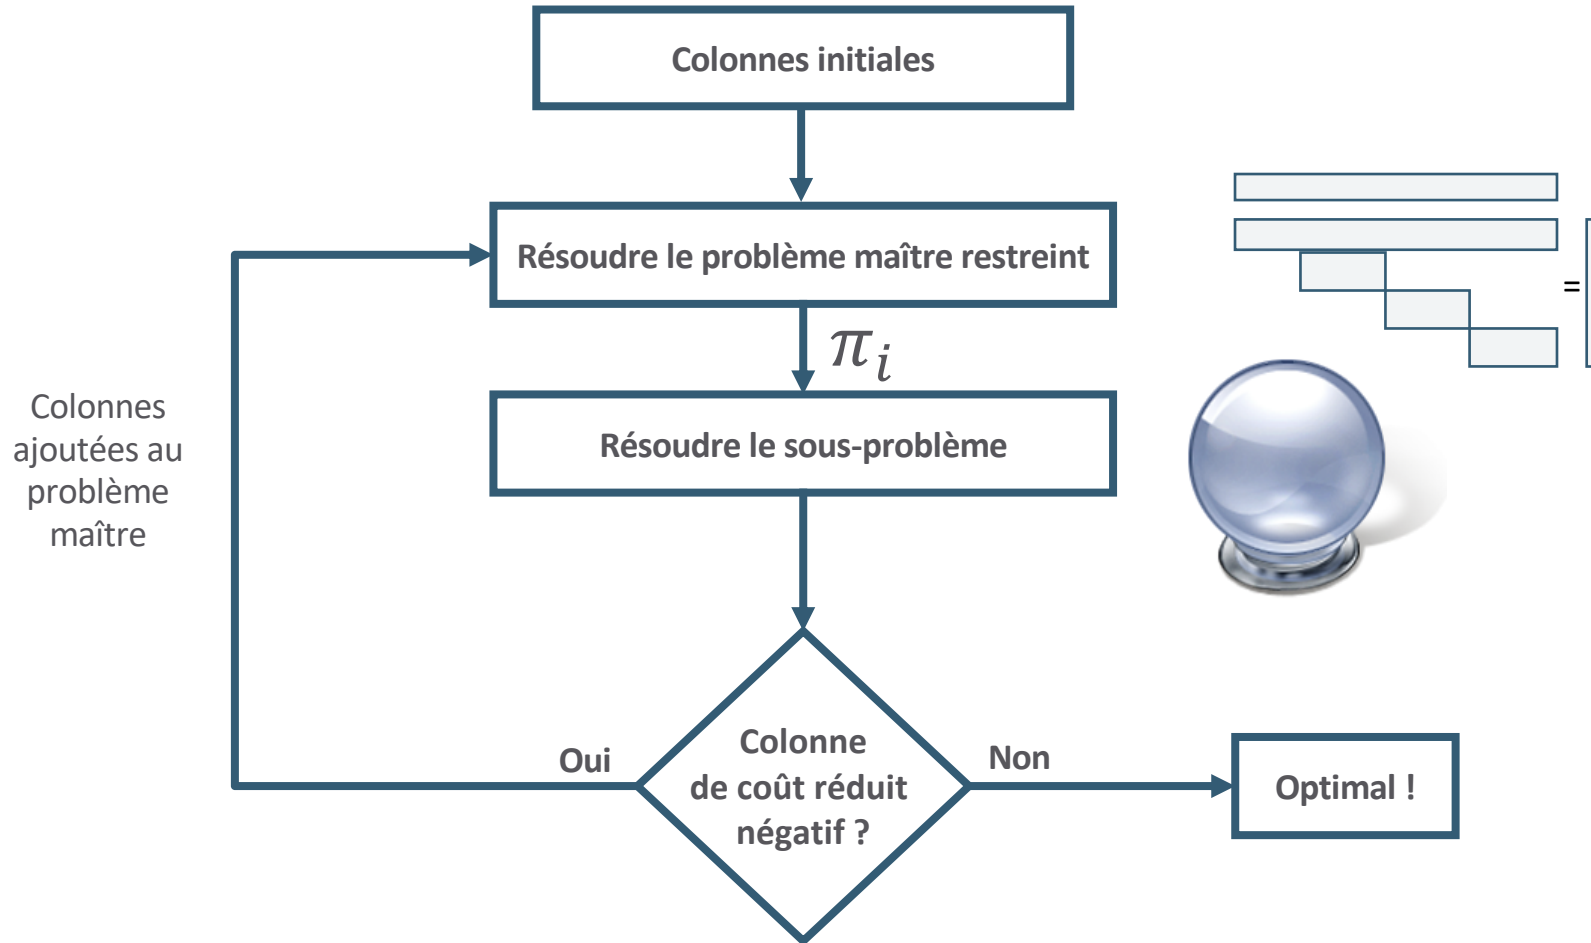 Colonnes initiales
Résoudre le problème maître restreint
=
π_i
Résoudre le sous-problème
Colonnes
ajoutées au
problème
maître
Oui
Colonne
de coût réduit
négatif ?
Non
Optimal !